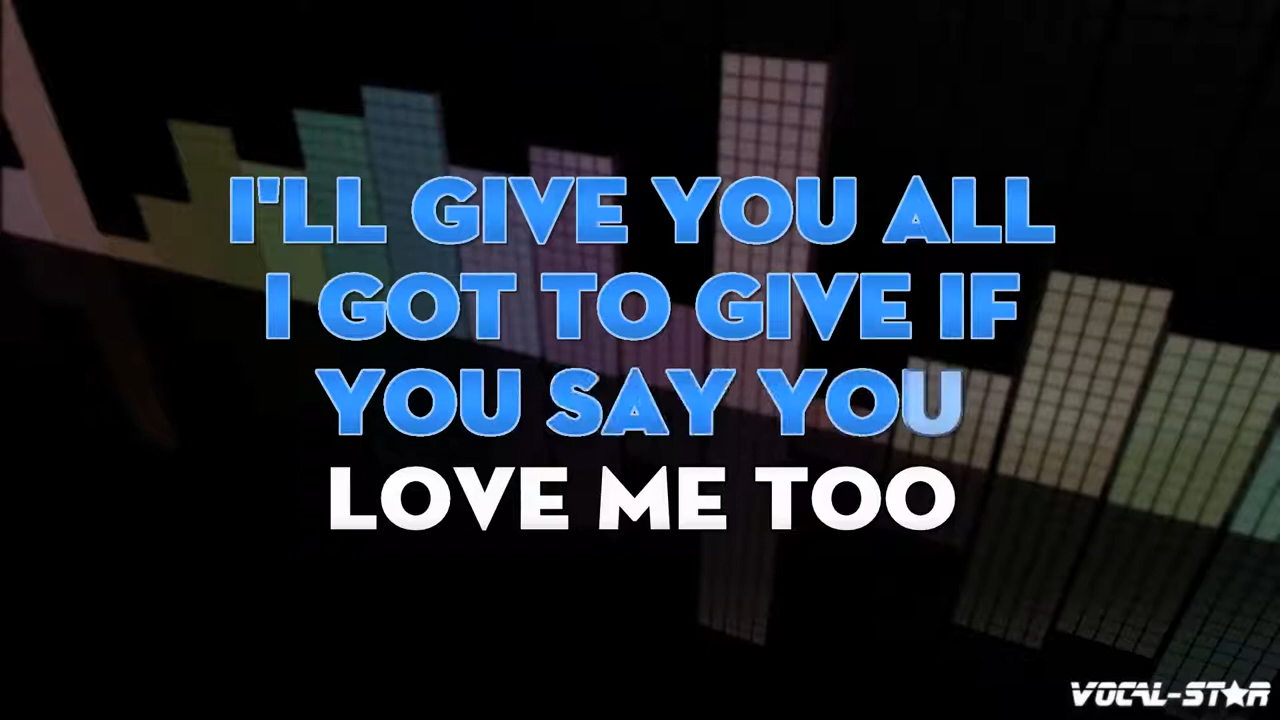 I'LL GIVE YOU ALL
I GOT TO GIVE IF
YOU SAY YOU
LOVE ME TOO
VOCAL-STAR